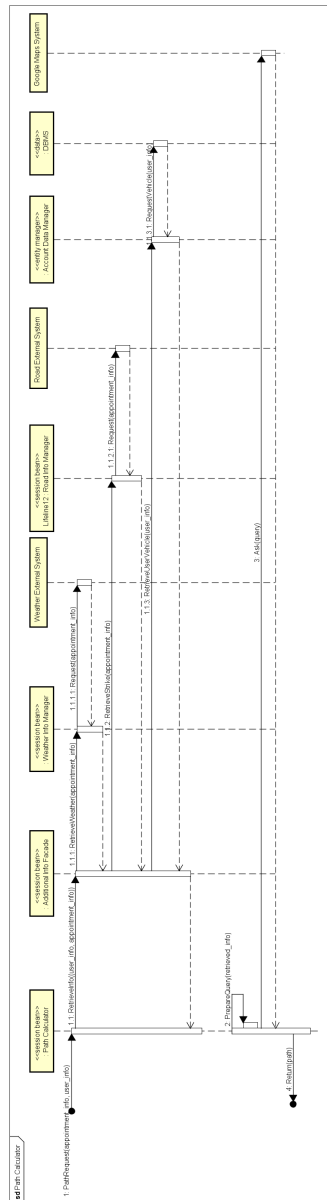 sd Path Calculator
<<session bean>>
: Path Calculator
<<session bean>>
Additional Info Facade
<<session bean>>
Weather Info Manager
Weather External System
<<session bean>>
Lifeline12 : Road Info Manager
Road External System
<<entity manager>>
Account Data Manager
<<data>>
DBMS
Google Maps System
1: PathRequest(appointment_info, user_info)
1.1: RetrieveInfo((user_info, appointment_info))
1.1.1: RetrieveWeather(appointment_info)
1.1.1.1: Request(appointment_info)
1.1.2: RetrieveStrike(appointment_info)
1.1.2.1: Request(appointment_info)
1.1.3: RetrieveUserVehicle(user_info)
1.1.3.1: RequestVehicle(user_info)
2: PrepareQuery(retrieved_info)
3: Ask(query)
4: Return(path)